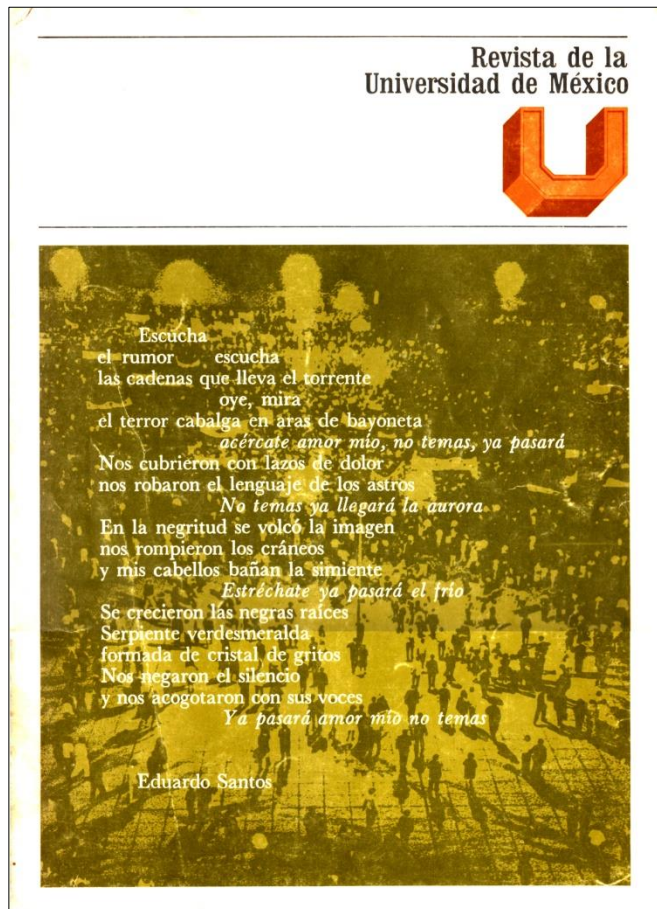 Revista de la
Universidad de México
U
Escucha
el rumor escucha
las cadenas que lleva el torrente
oye, mira
el terror cabalga en aras de bayoneta
acércate amor mío, no temas, ya pasará
Nos cubrieron con lazos de dolor
nos robaron el lenguaje de los astros
No temas ya llegará la aurora
En la negritud se volcó la imagen
nos rompieron los cráneos
y mis cabellos bañan la simiente
Estréchate ya pasará el frío
Se crecieron las negras raíces
Serpiente verdesmeralda
formada de cristal de gritos
Nos negaron el silencio
y nos acogotaron con sus voces
Ya pasará amor mío no temas
Eduardo Santos